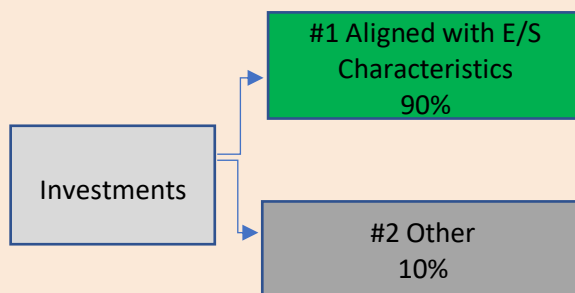 #1 Aligned with E/S
Characteristics
90%
Investments
#2 Other
10%